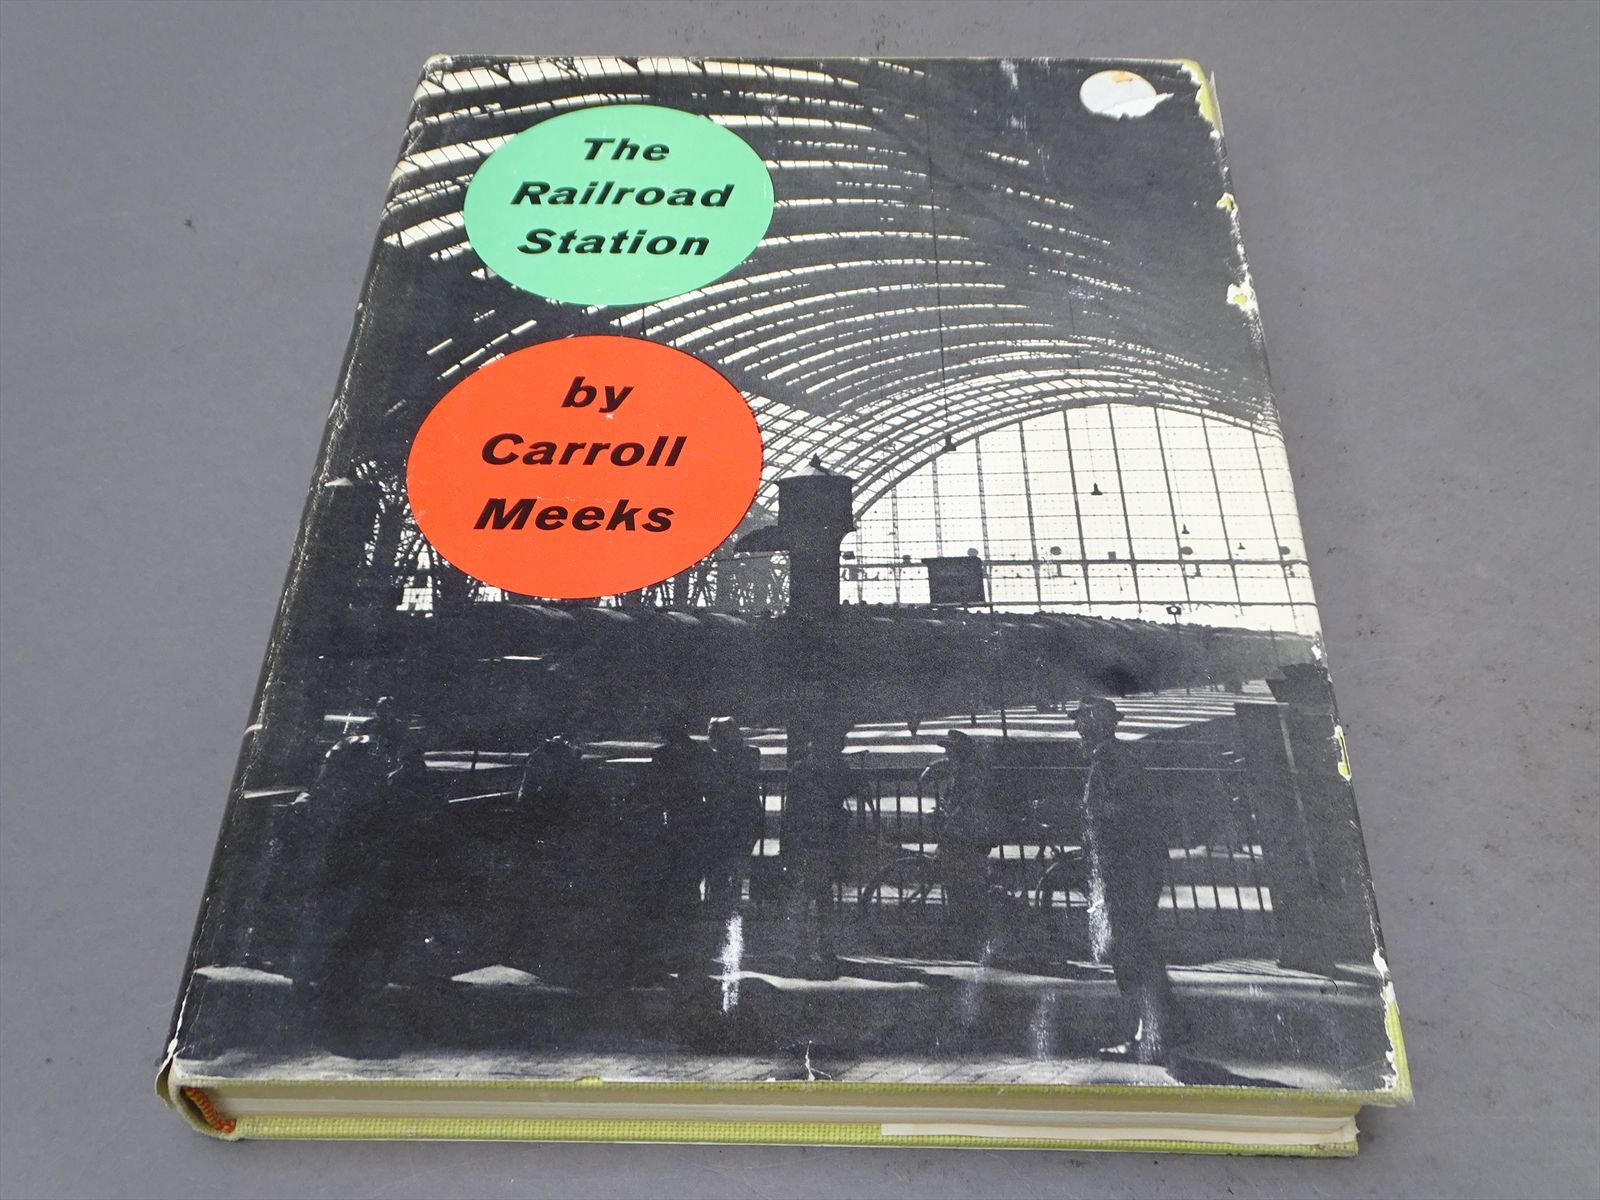 The
Railroad
Station
by
Carroll
Meeks